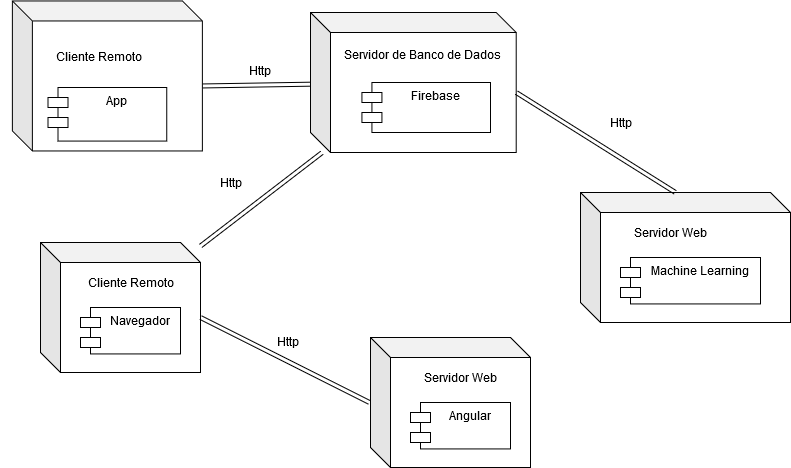 Cliente Remoto
App
Http
Servidor de Banco de Dados
Firebase
Http
Http
Servidor Web
Machine Learning
Cliente Remoto
Navegador
Http
Servidor Web
Angular